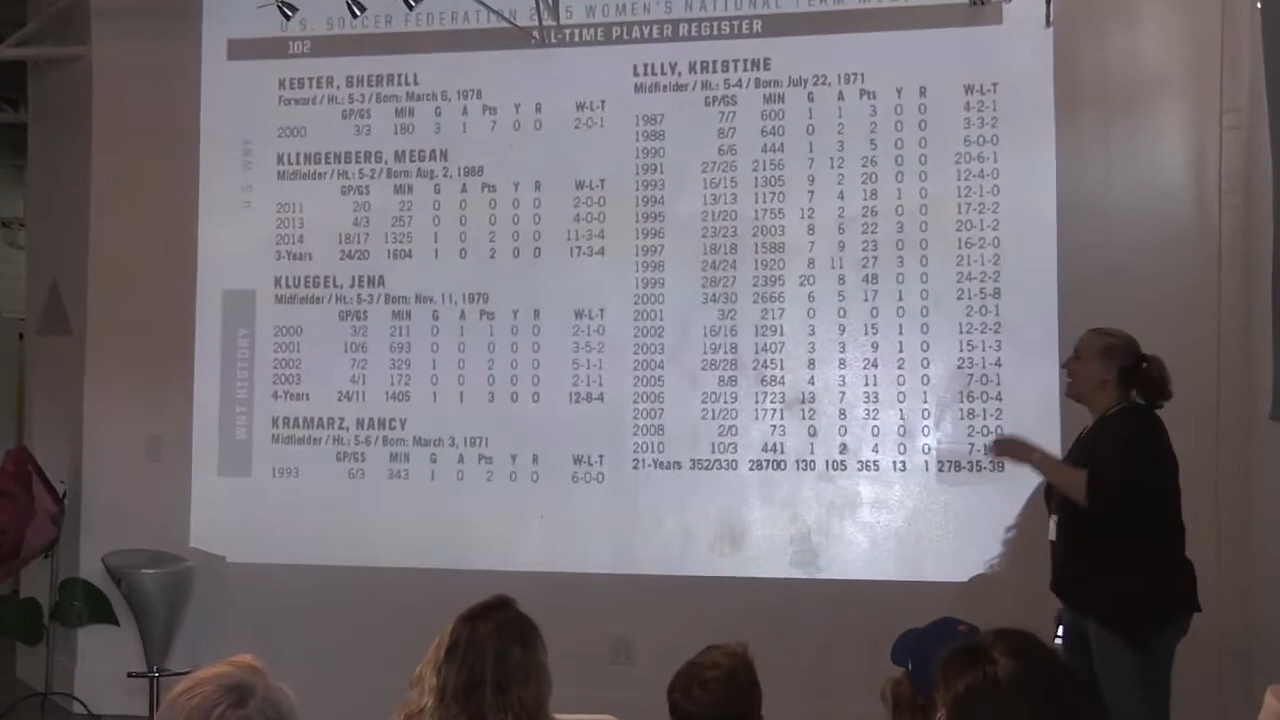 U.S. SOCCER FEDERATION 2015 WOMEN'S NATIONAL TEAM
102
ALL-TIME PLAYER REGISTER
U.S. WNT
WNT HISTORY
KESTER, SHERRILL
Forward / Ht.: 5-3 / Born: March 6, 1978
GP/GS MIN G A Pts Y R W-L-T
2000 3/3 180 3 1 7 0 0 2-0-1
KLINGENBERG, MEGAN
Midfielder / Ht.: 5-2 / Born: Aug. 2, 1988
GP/GS MIN G A Pts Y R W-L-T
2011 2/0 22 0 0 0 0 0 2-0-0
2013 4/3 257 0 0 0 0 0 4-0-0
2014 18/17 1325 1 0 2 0 0 11-3-4
3-Years 24/20 1604 1 0 2 0 0 17-3-4
KLUEGEL, JENA
Midfielder / Ht.: 5-3 / Born: Nov. 11, 1979
GP/GS MIN G A Pts Y R W-L-T
2000 3/2 211 0 1 1 0 0 2-1-0
2001 10/6 693 0 0 0 0 0 3-5-2
2002 7/2 329 1 0 2 0 0 5-1-1
2003 4/1 172 0 0 0 0 0 2-1-1
4-Years 24/11 1405 1 1 3 0 0 12-8-4
KRAMARZ, NANCY
Midfielder / Ht.: 5-6 / Born: March 3, 1971
GP/GS MIN G A Pts Y R W-L-T
1993 6/3 343 1 0 2 0 0 6-0-0
LILLY, KRISTINE
Midfielder / Ht.: 5-4 / Born: July 22, 1971
GP/GS MIN G A Pts Y R W-L-T
1987 7/7 600 1 1 3 0 0 4-2-1
1988 8/7 640 0 2 2 0 0 3-3-2
1990 6/6 444 1 3 5 0 0 6-0-0
1991 27/26 2156 7 12 26 0 0 20-6-1
1993 16/15 1305 9 2 20 0 0 12-4-0
1994 13/13 1170 7 4 18 1 0 12-1-0
1995 21/20 1755 12 2 26 0 0 17-2-2
1996 23/23 2003 8 6 22 3 0 20-1-2
1997 18/18 1588 7 9 23 0 0 16-2-0
1998 24/24 1920 8 11 27 3 0 21-1-2
1999 28/27 2395 20 8 48 0 0 24-2-2
2000 34/30 2666 6 5 17 1 0 21-5-8
2001 3/2 217 0 0 0 0 0 2-0-1
2002 16/16 1291 3 9 15 1 0 12-2-2
2003 19/18 1407 3 3 9 1 0 15-1-3
2004 28/28 2451 8 8 24 2 0 23-1-4
2005 8/8 684 4 3 11 0 0 7-0-1
2006 20/19 1723 13 7 33 0 1 16-0-4
2007 21/20 1771 12 8 32 1 0 18-1-2
2008 2/0 73 0 0 0 0 0 2-0-0
2010 10/3 441 1 2 4 0 0
21-Years 352/330 28700 130 105 365 13 1 278-35-39